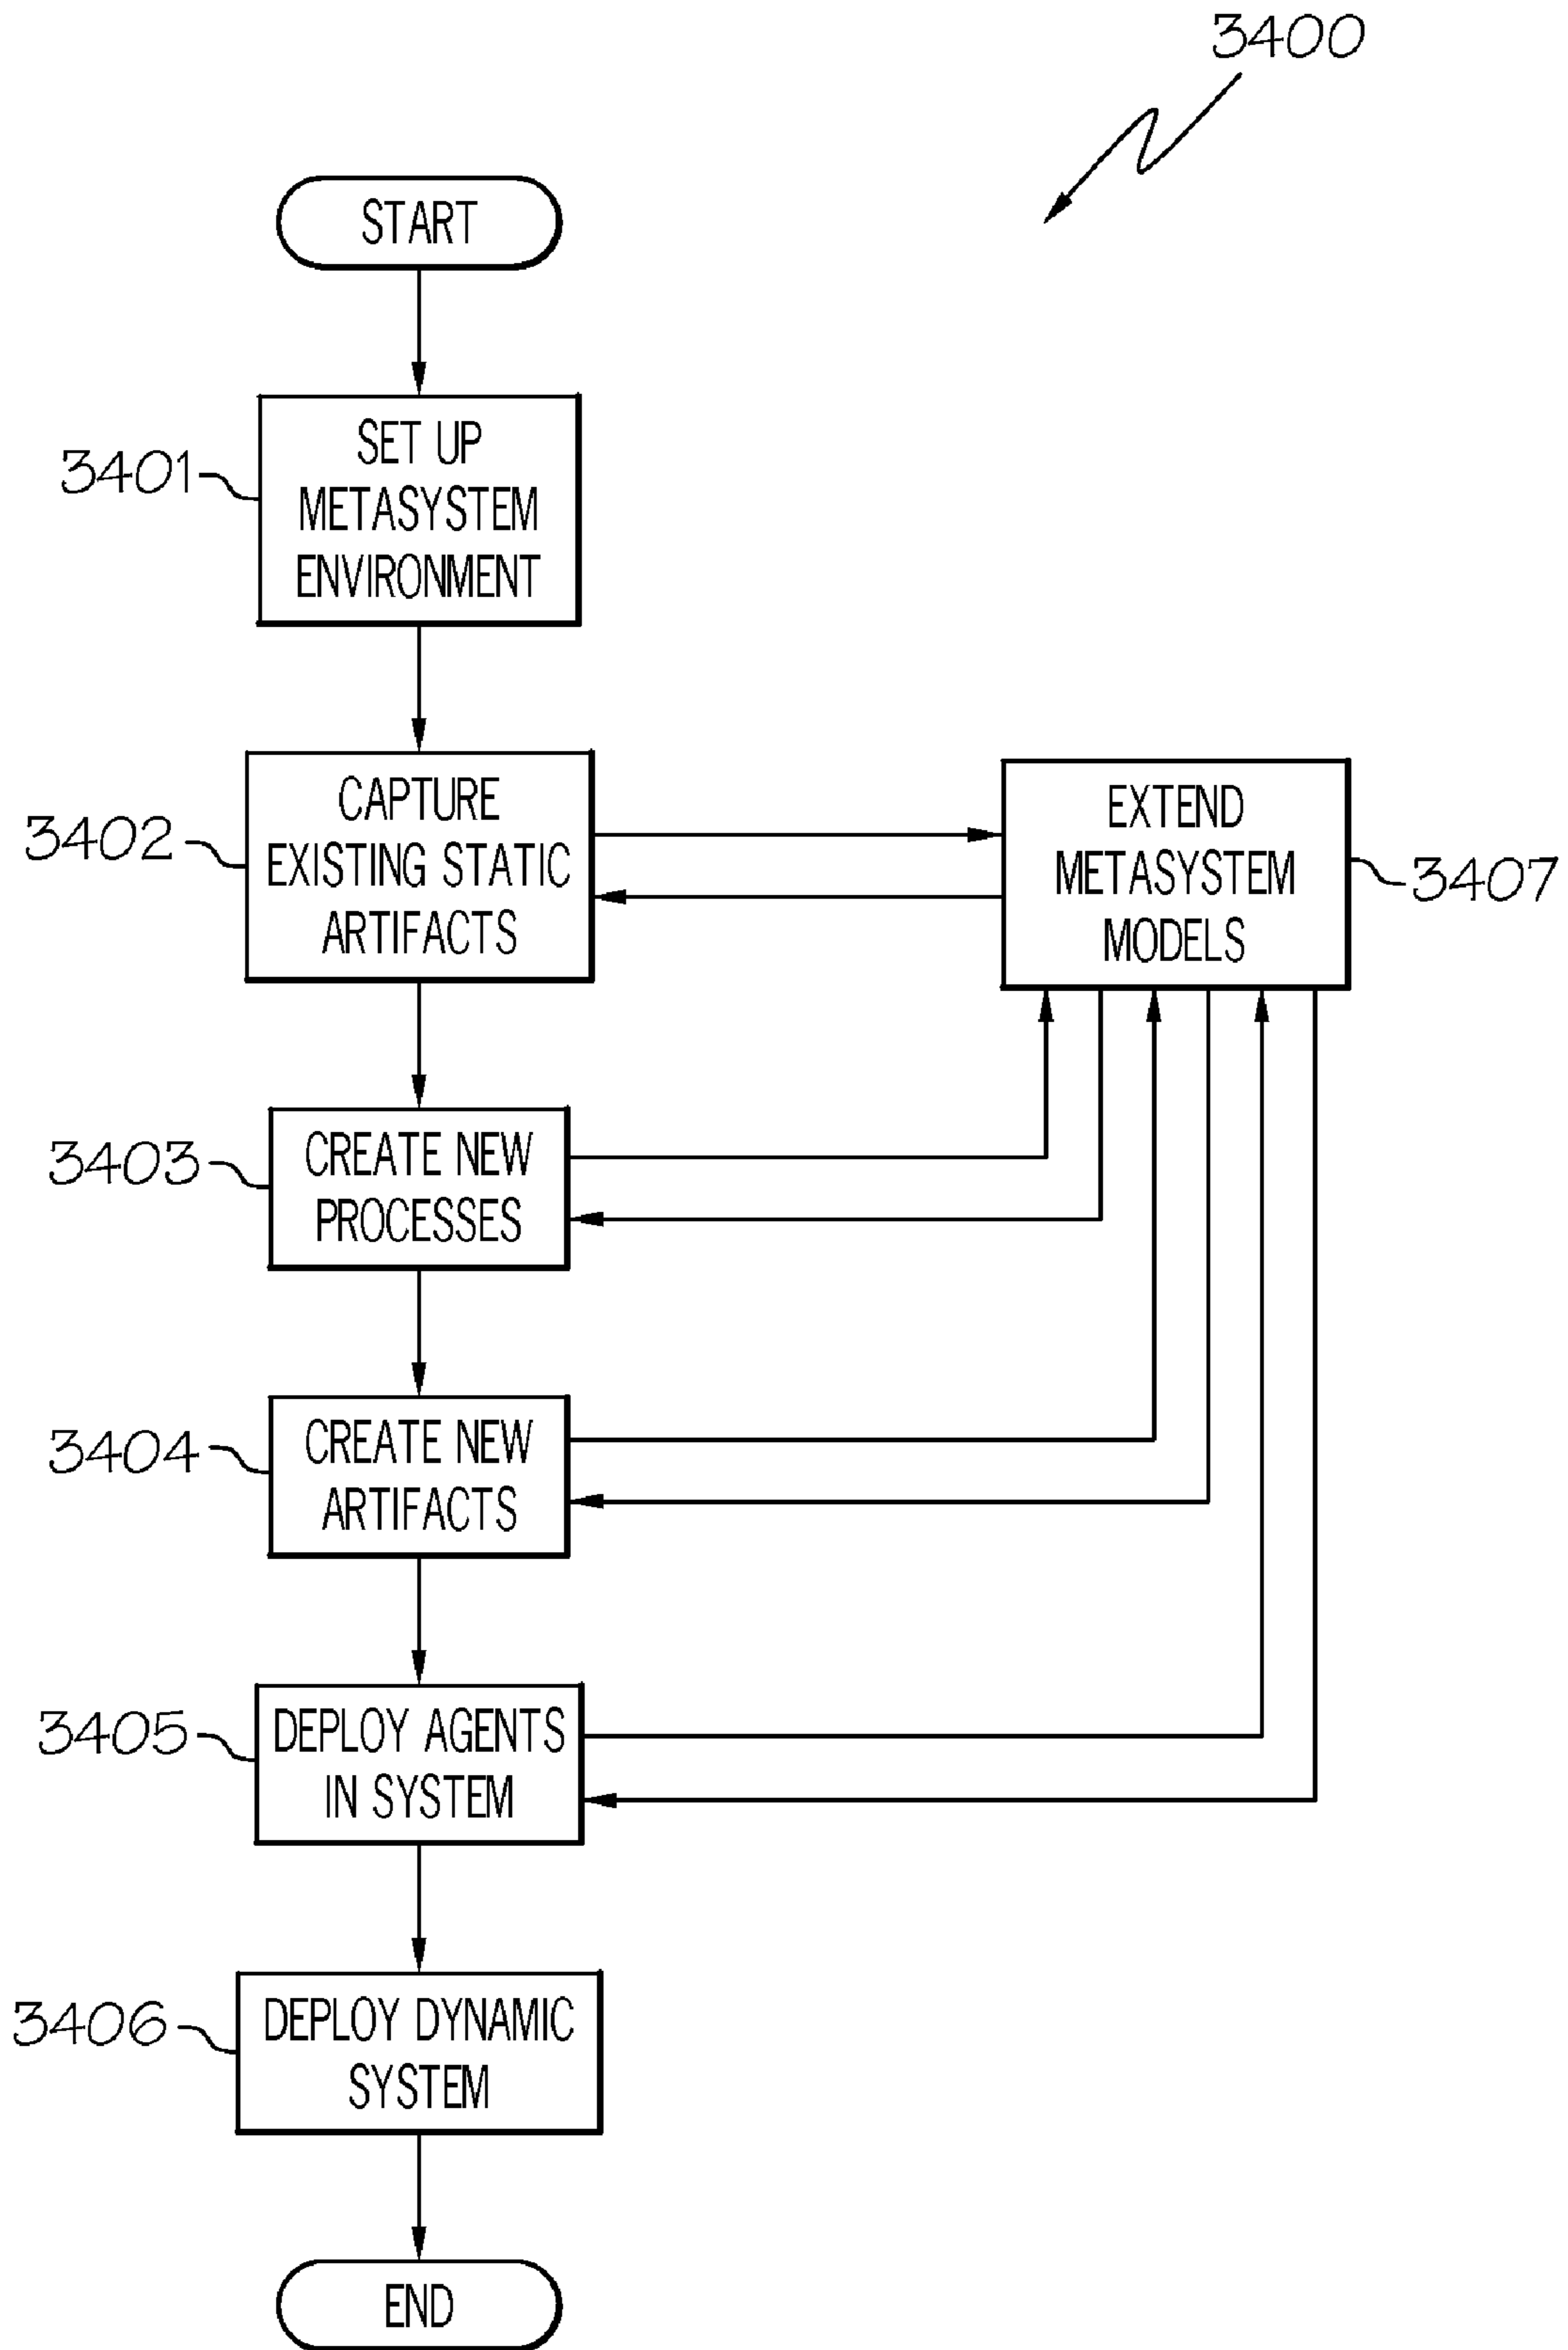 3400
START
3401
SET UP
METASYSTEM
ENVIRONMENT
3402
CAPTURE
EXISTING STATIC
ARTIFACTS
EXTEND
METASYSTEM
MODELS
3407
3403
CREATE NEW
PROCESSES
3404
CREATE NEW
ARTIFACTS
3405
DEPLOY AGENTS
IN SYSTEM
3406
DEPLOY DYNAMIC
SYSTEM
END